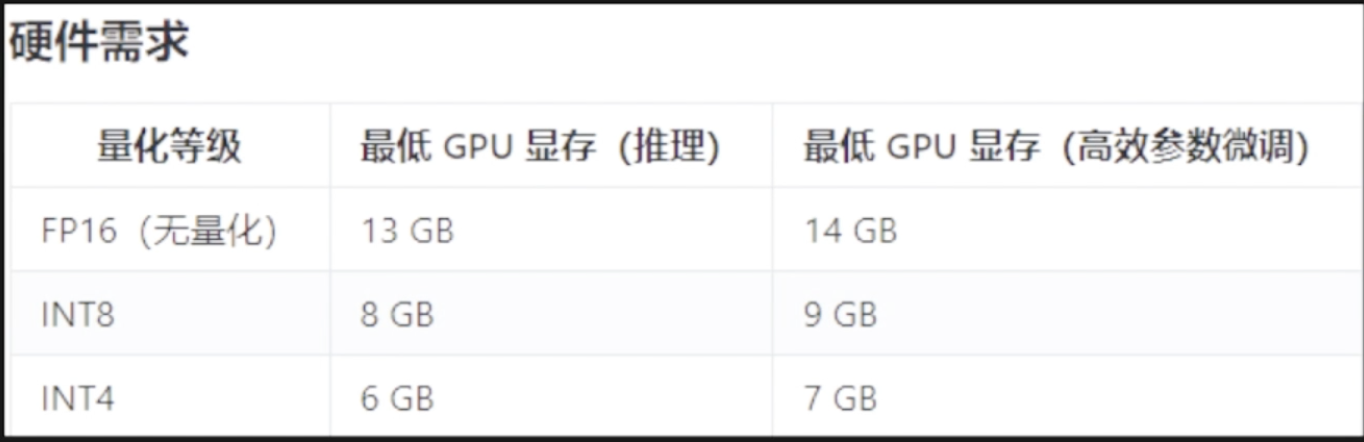 硬件需求
量化等级 最低 GPU 显存（推理） 最低 GPU 显存（高效参数微调）
FP16（无量化） 13 GB 14 GB
INT8 8 GB 9 GB
INT4 6 GB 7 GB